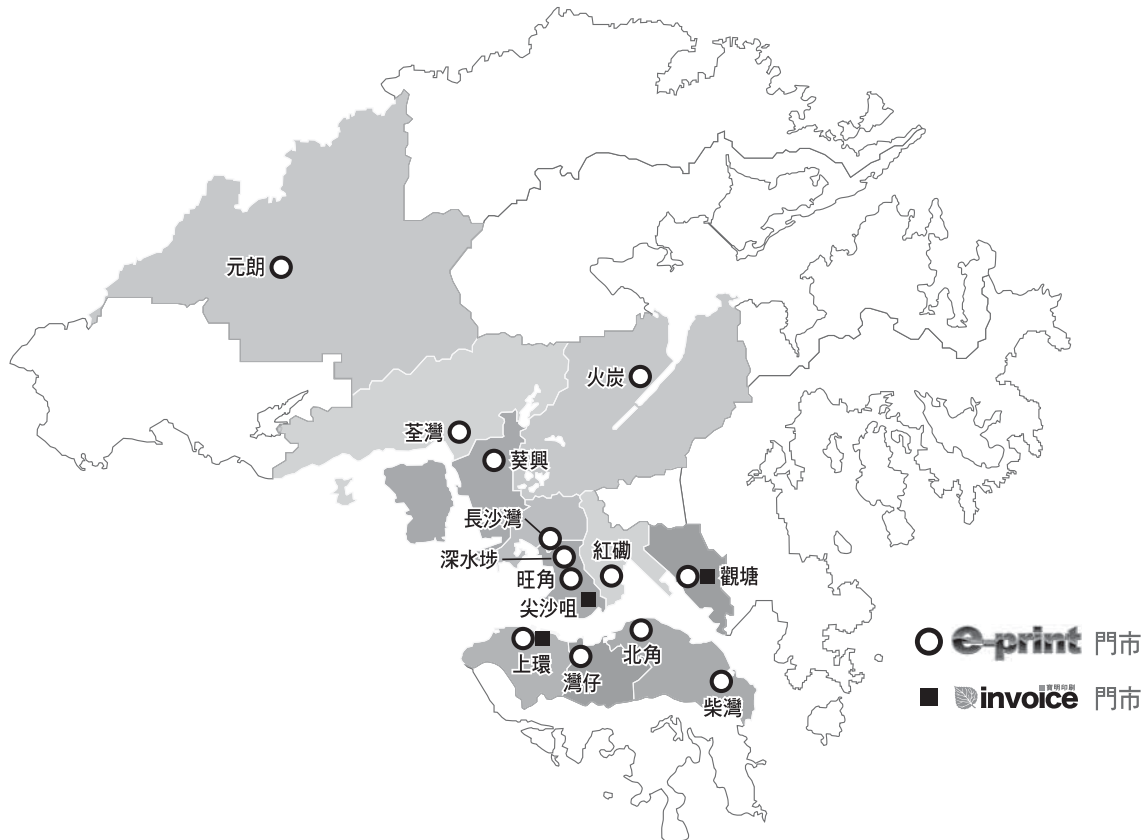 元朗
火炭
荃灣
葵興
長沙灣
深水埗
紅磡
旺角
觀塘
尖沙咀
上環
灣仔
北角
柴灣
e-print 門市
invoice 門市